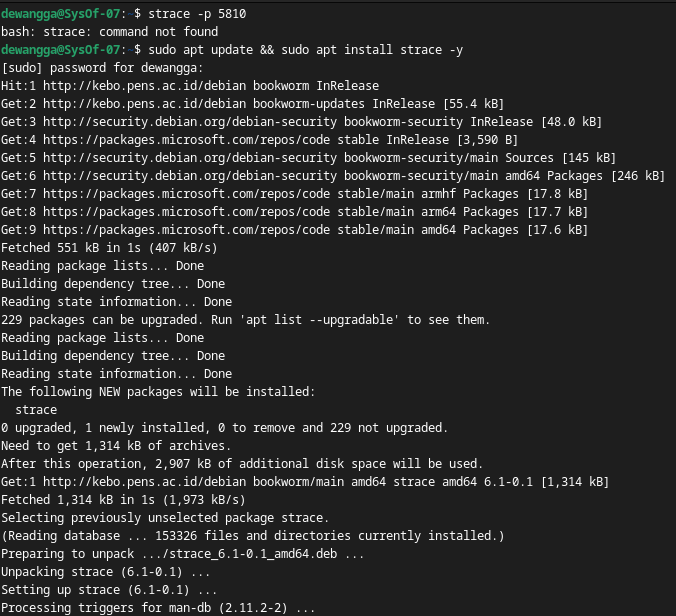 dewangga@SysOf-07:~$ strace -p 5810
bash: strace: command not found
dewangga@SysOf-07:~$ sudo apt update && sudo apt install strace -y
[sudo] password for dewangga:
Hit:1 http://kebo.pens.ac.id/debian bookworm InRelease
Get:2 http://kebo.pens.ac.id/debian bookworm-updates InRelease [55.4 kB]
Get:3 http://security.debian.org/debian-security bookworm-security InRelease [48.0 kB]
Get:4 https://packages.microsoft.com/repos/code stable InRelease [3,590 B]
Get:5 http://security.debian.org/debian-security bookworm-security/main Sources [145 kB]
Get:6 http://security.debian.org/debian-security bookworm-security/main amd64 Packages [246 kB]
Get:7 https://packages.microsoft.com/repos/code stable/main armhf Packages [17.8 kB]
Get:8 https://packages.microsoft.com/repos/code stable/main arm64 Packages [17.7 kB]
Get:9 https://packages.microsoft.com/repos/code stable/main amd64 Packages [17.6 kB]
Fetched 551 kB in 1s (407 kB/s)
Reading package lists... Done
Building dependency tree... Done
Reading state information... Done
229 packages can be upgraded. Run 'apt list --upgradable' to see them.
Reading package lists... Done
Building dependency tree... Done
Reading state information... Done
The following NEW packages will be installed:
  strace
0 upgraded, 1 newly installed, 0 to remove and 229 not upgraded.
Need to get 1,314 kB of archives.
After this operation, 2,907 kB of additional disk space will be used.
Get:1 http://kebo.pens.ac.id/debian bookworm/main amd64 strace amd64 6.1-0.1 [1,314 kB]
Fetched 1,314 kB in 1s (1,973 kB/s)
Selecting previously unselected package strace.
(Reading database ... 153326 files and directories currently installed.)
Preparing to unpack .../strace_6.1-0.1_amd64.deb ...
Unpacking strace (6.1-0.1) ...
Setting up strace (6.1-0.1) ...
Processing triggers for man-db (2.11.2-2) ...